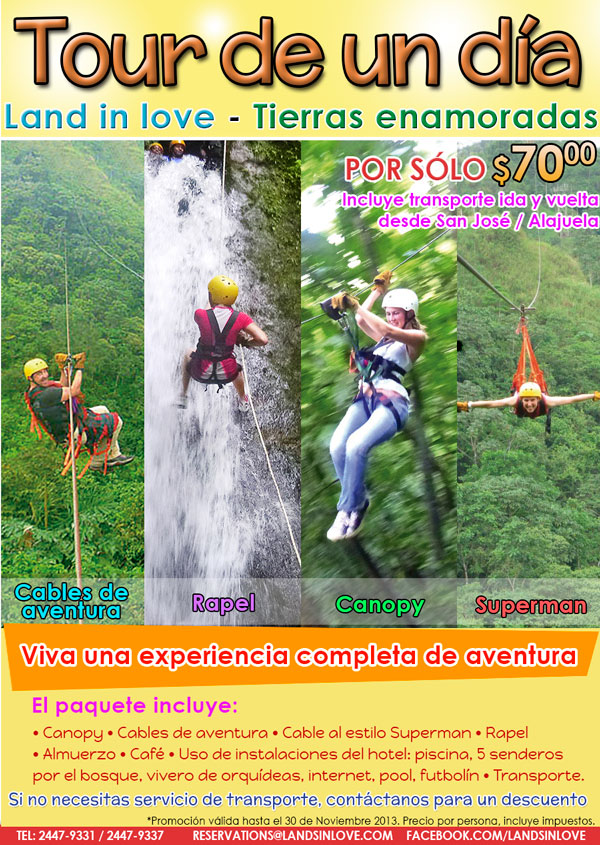 Tour de un día
Land in love - Tierras enamoradas
POR SÓLO $70⁰⁰
Incluye transporte ida y vuelta
desde San José / Alajuela
Cables de
aventura
Rapel
Canopy
Superman
Viva una experiencia completa de aventura
El paquete incluye:
• Canopy • Cables de aventura • Cable al estilo Superman • Rapel
• Almuerzo • Café • Uso de instalaciones del hotel: piscina, 5 senderos
por el bosque, vivero de orquídeas, internet, pool, futbolín • Transporte.
Si no necesitas servicio de transporte, contáctanos para un descuento
*Promoción válida hasta el 30 de Noviembre 2013. Precio por persona, incluye impuestos.
TEL: 2447-9331 / 2447-9337 RESERVATIONS@LANDSINLOVE.COM FACEBOOK.COM/LANDSINLOVE